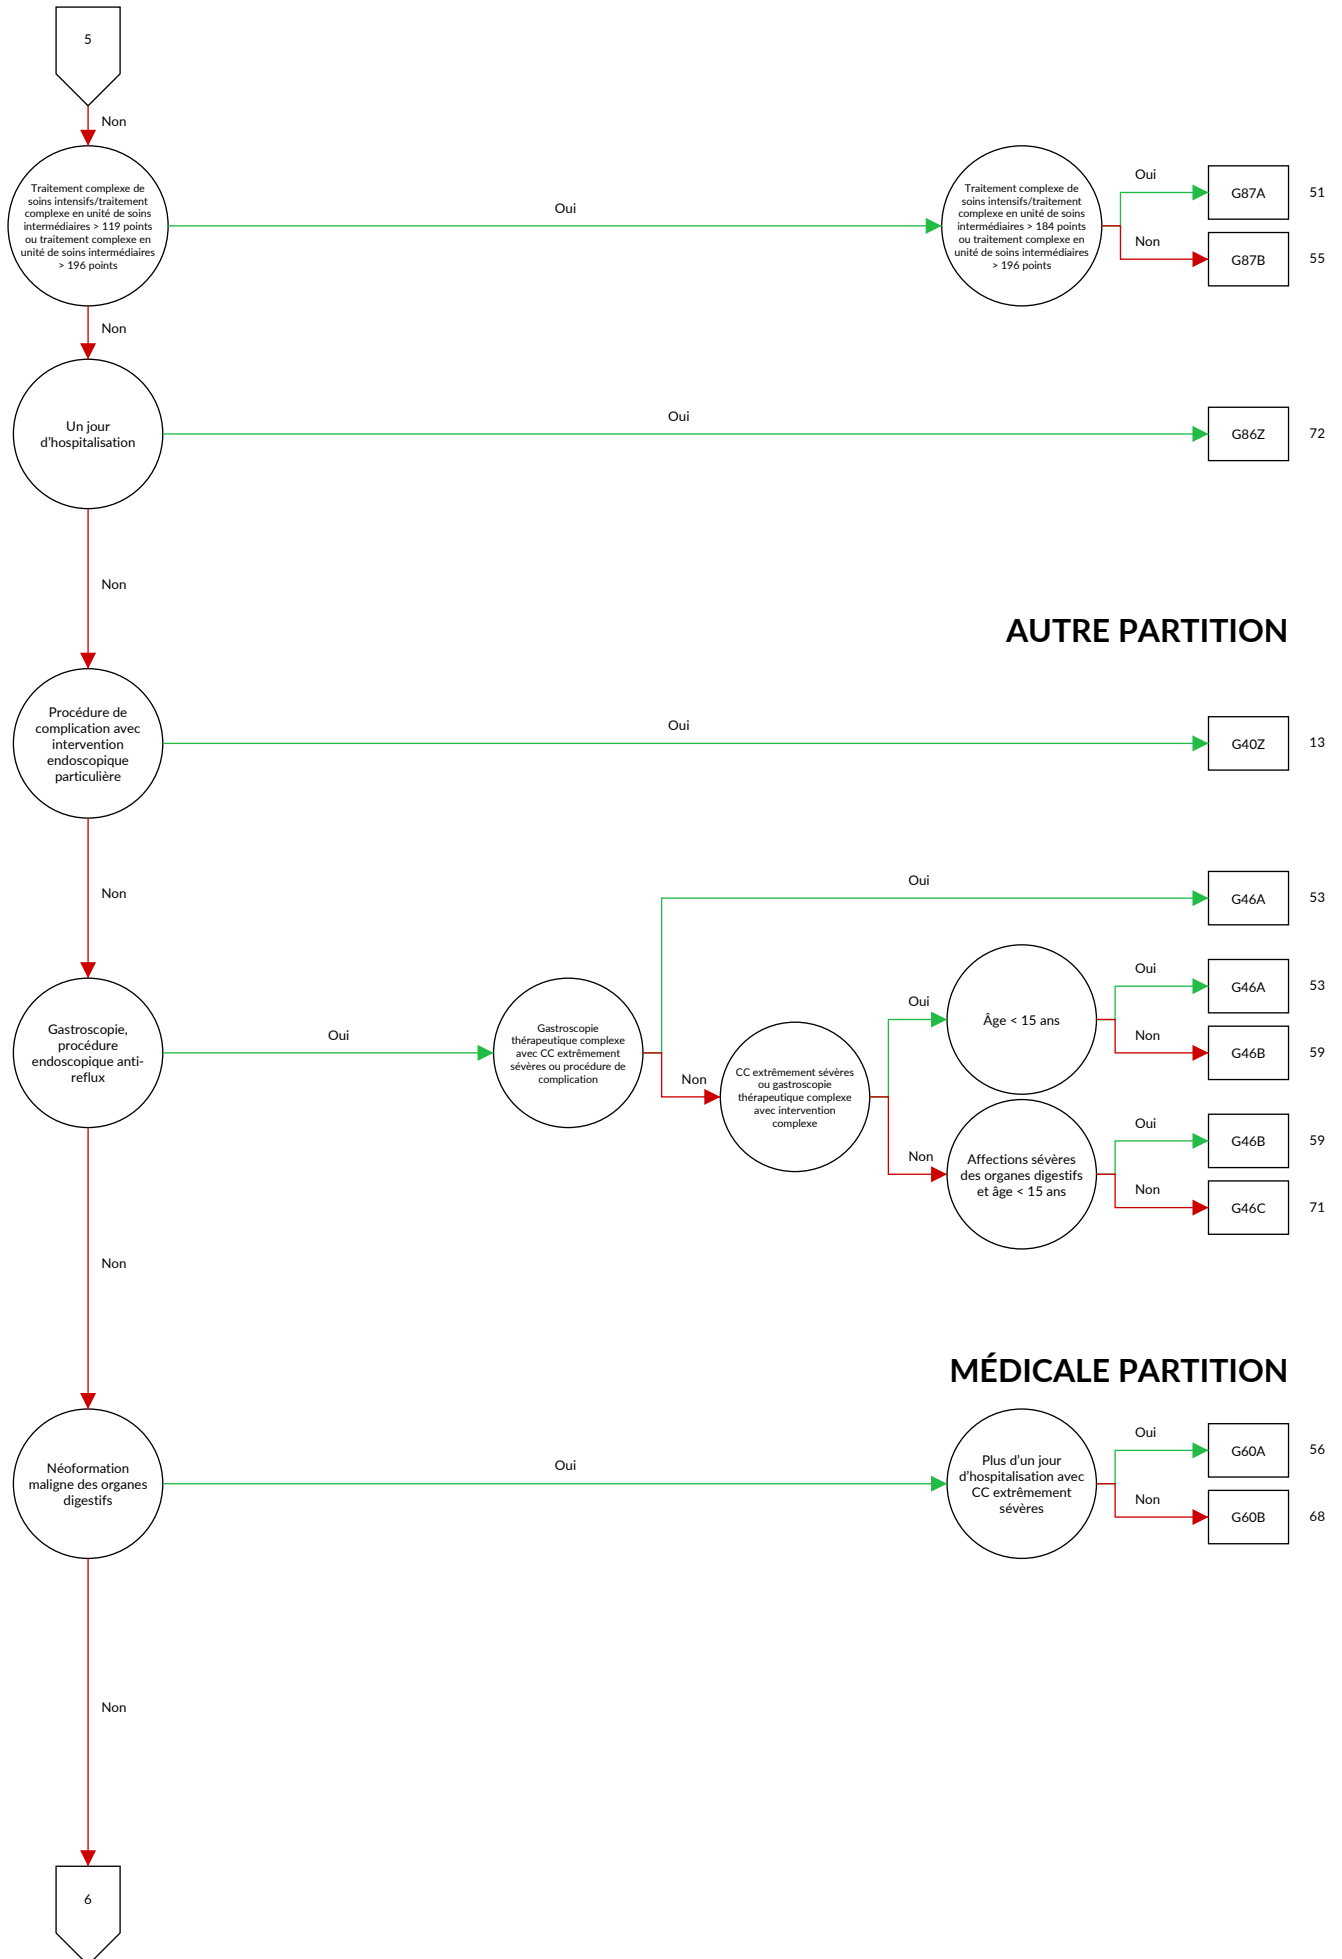 5
Non
Traitement complexe de
soins intensifs/traitement
complexe en unité de soins
intermédiaires > 119 points
ou traitement complexe en
unité de soins intermédiaires
> 196 points
Oui
Traitement complexe de
soins intensifs/traitement
complexe en unité de soins
intermédiaires > 184 points
ou traitement complexe en
unité de soins intermédiaires
> 196 points
Oui
G87A
51
Non
G87B
55
Non
Un jour
d'hospitalisation
Oui
G86Z
72
Non
AUTRE PARTITION
Procédure de
complication avec
intervention
endoscopique
particulière
Oui
G40Z
13
Non
Gastroscopie,
procédure
endoscopique anti-
reflux
Oui
Gastroscopie
thérapeutique complexe
avec CC extrêmement
sévères ou procédure de
complication
Oui
G46A
53
Non
CC extrêmement sévères
ou gastroscopie
thérapeutique complexe
avec intervention
complexe
Oui
Âge < 15 ans
Oui
G46A
53
Non
G46B
59
Non
Affections sévères
des organes digestifs
et âge < 15 ans
Oui
G46B
59
Non
G46C
71
Non
MÉDICALE PARTITION
Néoformation
maligne des organes
digestifs
Oui
Plus d'un jour
d'hospitalisation avec
CC extrêmement
sévères
Oui
G60A
56
Non
G60B
68
Non
6